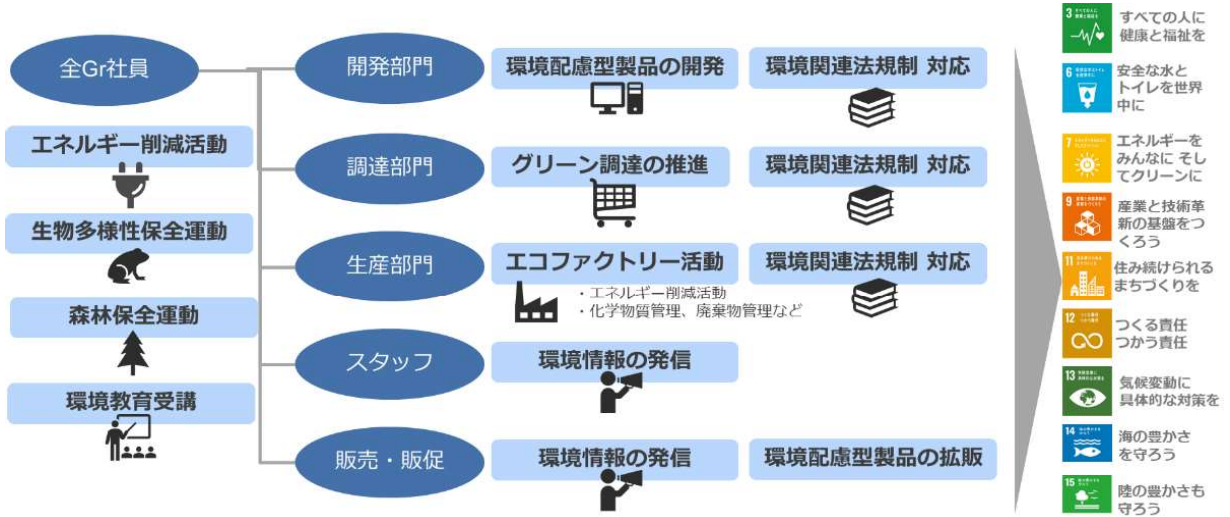 全Gr社員
エネルギー削減活動
生物多様性保全運動
森林保全運動
環境教育受講
開発部門
環境配慮型製品の開発
環境関連法規制 対応
調達部門
グリーン調達の推進
環境関連法規制 対応
生産部門
エコファクトリー活動
・エネルギー削減活動
・化学物質管理、廃棄物管理など
環境関連法規制 対応
スタッフ
環境情報の発信
販売・販促
環境情報の発信
環境配慮型製品の拡販
3
すべての人に
健康と福祉を
6
安全な水と
トイレを世界
中に
7
エネルギーを
みんなに そし
てクリーンに
9
産業と技術革
新の基盤をつ
くろう
11
住み続けられる
まちづくりを
12
つくる責任
つかう責任
13
気候変動に
具体的な対策を
14
海の豊かさ
を守ろう
15
陸の豊かさも
守ろう